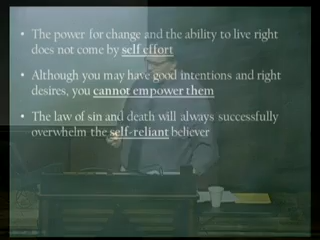 • The power for change and the ability to live right
does not come by self effort
• Although you may have good intentions and right
desires, you cannot empower them
• The law of sin and death will always successfully
overwhelm the self-reliant believer